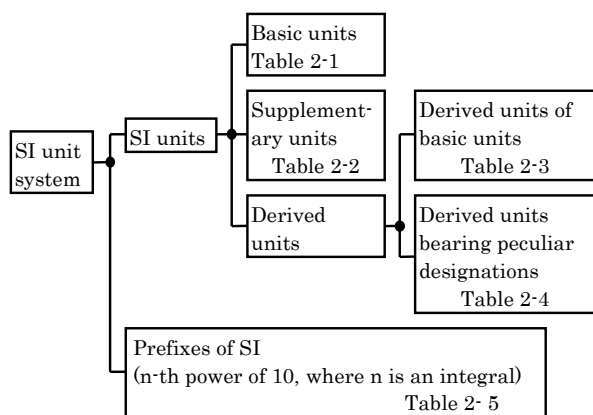 SI unit
system
SI units
Basic units
Table 2-1
Supplement-
ary units
Table 2-2
Derived
units
Derived units of
basic units
Table 2-3
Derived units
bearing peculiar
designations
Table 2-4
Prefixes of SI
(n-th power of 10, where n is an integral)
Table 2- 5